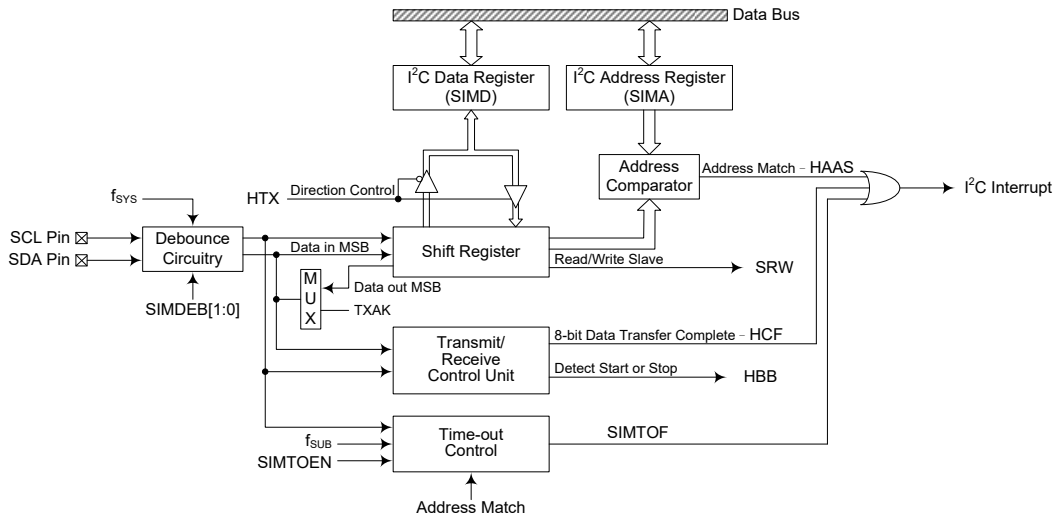 Data Bus
I²C Data Register
(SIMD)
I²C Address Register
(SIMA)
Address
Comparator
Address Match – HAAS
I²C Interrupt
HTX
Direction Control
fSYS
SCL Pin
SDA Pin
Debounce
Circuitry
SIMDEB[1:0]
Data in MSB
Shift Register
Read/Write Slave
SRW
M
U
X
Data out MSB
TXAK
Transmit/
Receive
Control Unit
8-bit Data Transfer Complete – HCF
Detect Start or Stop
HBB
fSUB
SIMTOEN
Time-out
Control
SIMTOF
Address Match